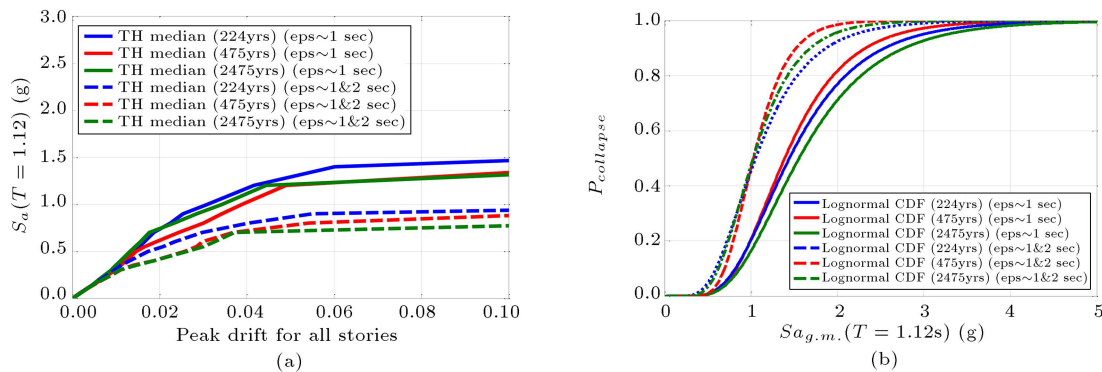 3.0
2.5
2.0
1.5
1.0
0.5
0.0
S_a(T = 1.12) (g)
TH median (224yrs) (eps∼1 sec)
TH median (475yrs) (eps∼1 sec)
TH median (2475yrs) (eps∼1 sec)
TH median (224yrs) (eps∼1&2 sec)
TH median (475yrs) (eps∼1&2 sec)
TH median (2475yrs) (eps∼1&2 sec)
0.00 0.02 0.04 0.06 0.08 0.10
Peak drift for all stories
(a)
1.0
0.8
0.6
0.4
0.2
0.0
P_collapse
Lognormal CDF (224yrs) (eps∼1 sec)
Lognormal CDF (475yrs) (eps∼1 sec)
Lognormal CDF (2475yrs) (eps∼1 sec)
Lognormal CDF (224yrs) (eps∼1&2 sec)
Lognormal CDF (475yrs) (eps∼1&2 sec)
Lognormal CDF (2475yrs) (eps∼1&2 sec)
0 1 2 3 4 5
Sa_g.m.(T = 1.12s) (g)
(b)